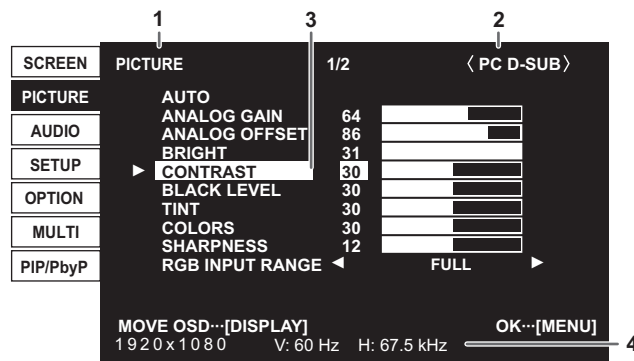 1 3 2
SCREEN PICTURE 1/2 〈 PC D-SUB〉
PICTURE AUTO
ANALOG GAIN 64
AUDIO ANALOG OFFSET 86
BRIGHT 31
SETUP ► CONTRAST 30
BLACK LEVEL 30
OPTION TINT 30
MULTI COLORS 30
SHARPNESS 12
PIP/PbyP RGB INPUT RANGE ◄ FULL ►
MOVE OSD···[DISPLAY] OK···[MENU]
1920x1080 V: 60 Hz H: 67.5 kHz 4